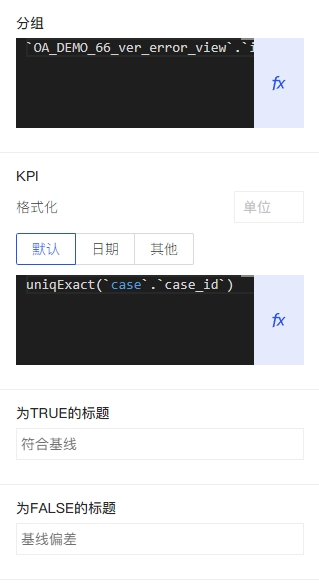 分组
`OA_DEMO_66_ver_error_view`.`i
fx
KPI
格式化
单位
默认 日期 其他
uniqExact(`case`.`case_id`)
fx
为TRUE的标题
符合基线
为FALSE的标题
基线偏差